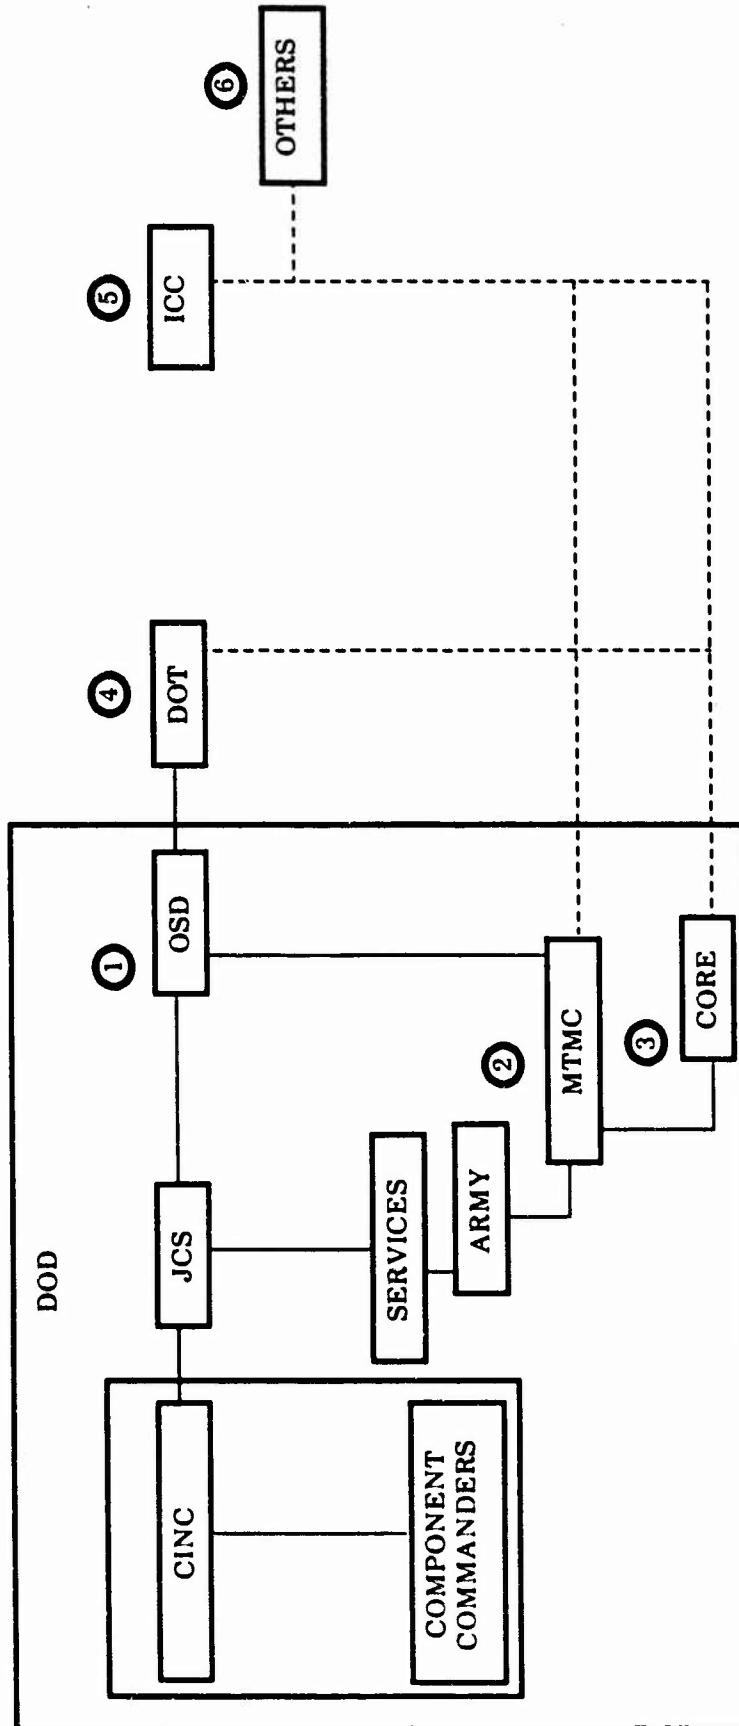 DOD
CINC
COMPONENT
COMMANDERS
JCS
SERVICES
ARMY
1
OSD
2
MTMC
3
CORE
4
DOT
5
ICC
6
OTHERS